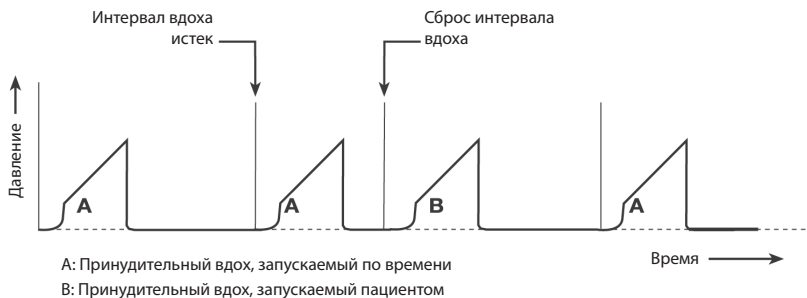 Интервал вдоха
истек
Сброс интервала
вдоха
Давление
A
A
B
A
Время
A: Принудительный вдох, запускаемый по времени
B: Принудительный вдох, запускаемый пациентом